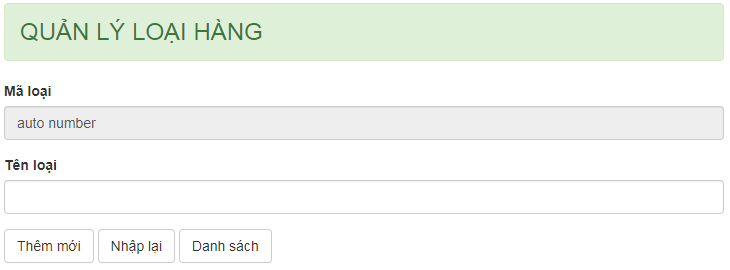 QUẢN LÝ LOẠI HÀNG
Mã loại
auto number
Tên loại
Thêm mới Nhập lại Danh sách